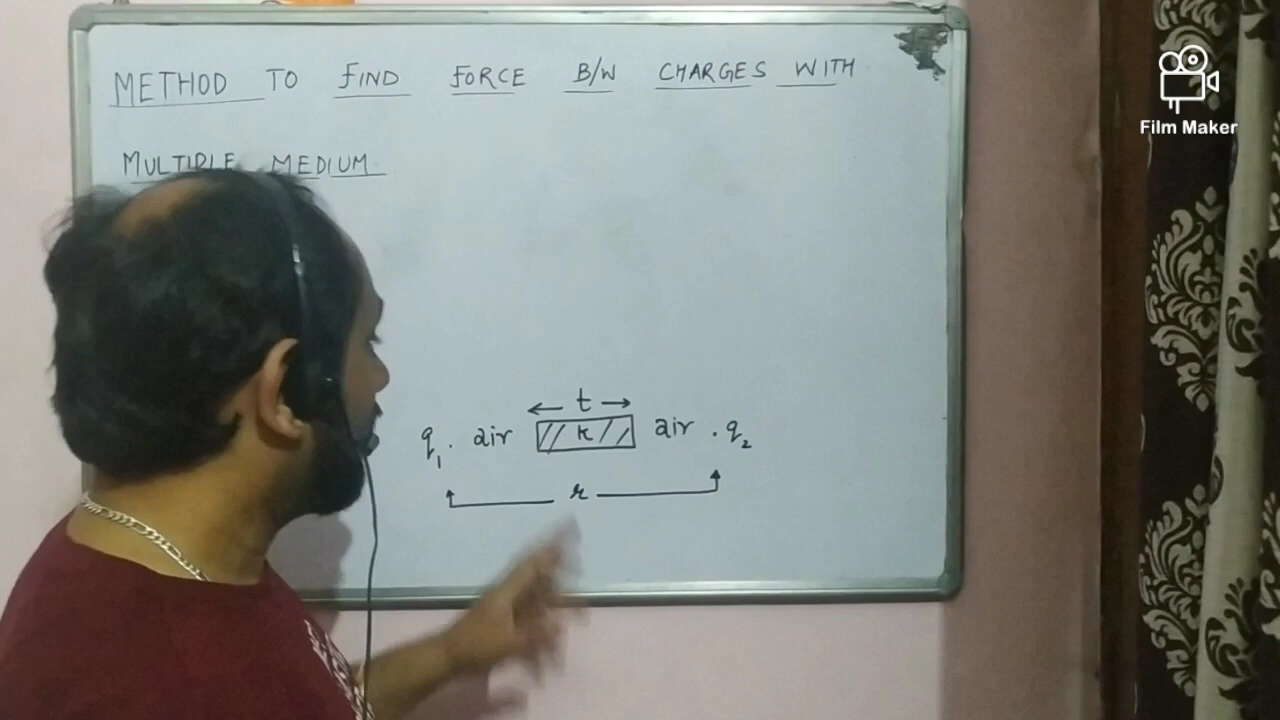 METHOD TO FIND FORCE B/W CHARGES WITH
MULTIPLE MEDIUM
t
q₁ . air K air . q₂
r
Film Maker